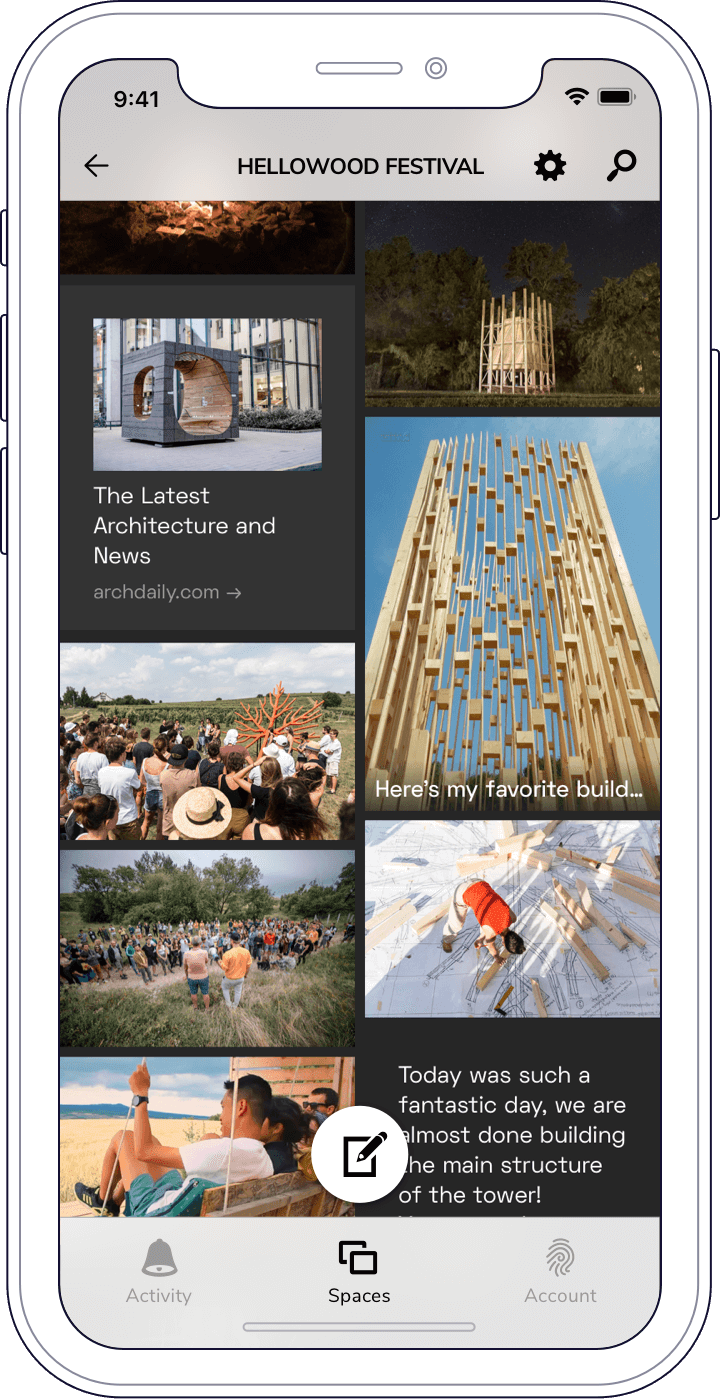 9:41
HELLOWOOD FESTIVAL
The Latest
Architecture and
News
archdaily.com →
Here's my favorite build...
Today was such a
fantastic day, we are
almost done building
the main structure
of the tower!
Activity
Spaces
Account